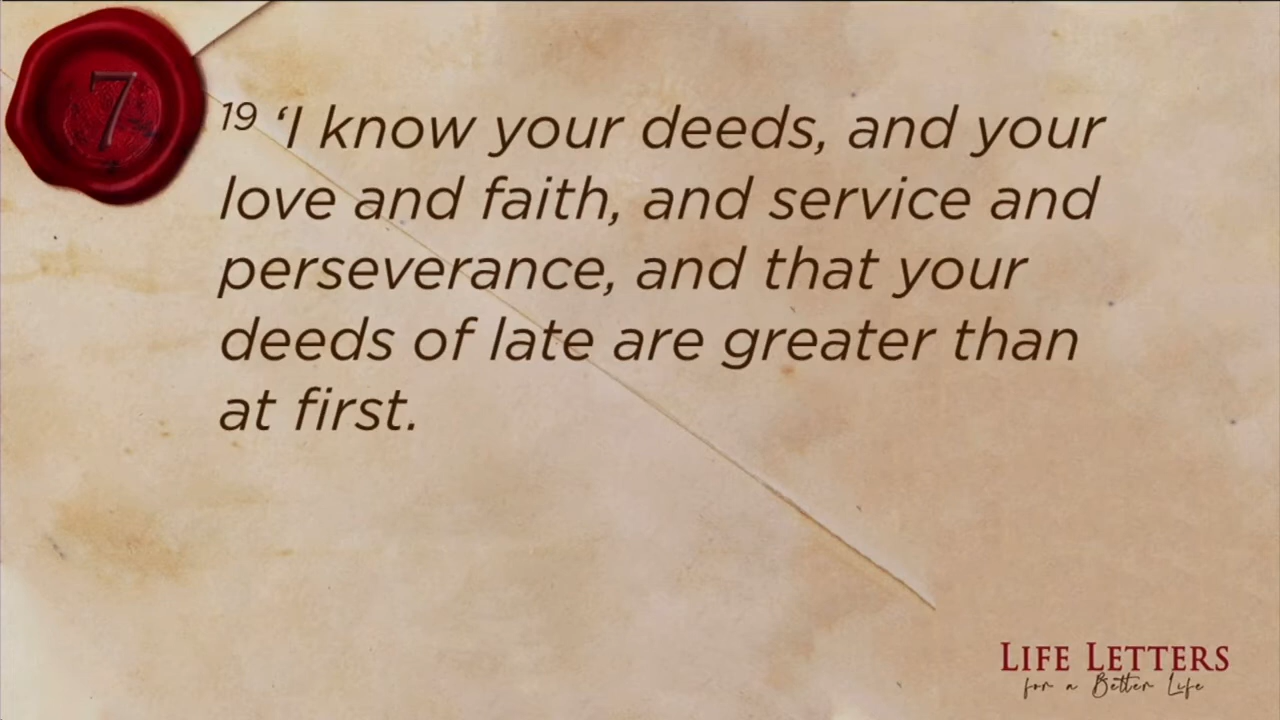 7
19 ‘I know your deeds, and your
love and faith, and service and
perseverance, and that your
deeds of late are greater than
at first.
LIFE LETTERS
for a Better Life